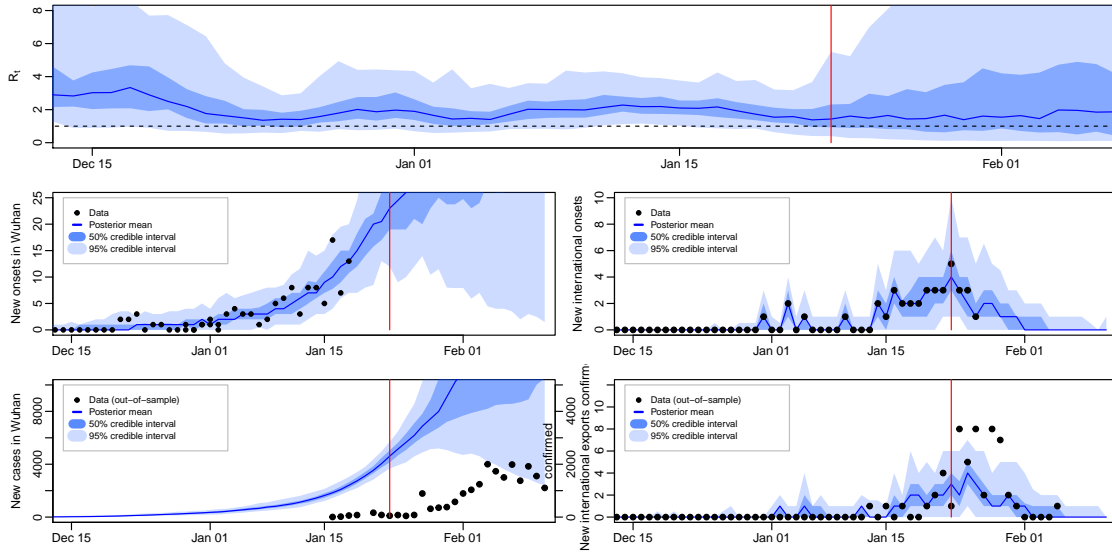 8
6
4
2
0
Rt
Dec 15
Jan 01
Jan 15
Feb 01
25
20
15
10
5
0
New onsets in Wuhan
Data
Posterior mean
50% credible interval
95% credible interval
Dec 15
Jan 01
Jan 15
Feb 01
10
8
6
4
2
0
New international onsets
Data
Posterior mean
50% credible interval
95% credible interval
Dec 15
Jan 01
Jan 15
Feb 01
8000
4000
0
New cases in Wuhan
Data (out−of−sample)
Posterior mean
50% credible interval
95% credible interval
4000
2000
0
confirmed
Dec 15
Jan 01
Jan 15
Feb 01
12
8
6
4
2
0
New international exports confirm
Data (out−of−sample)
Posterior mean
50% credible interval
95% credible interval
Dec 15
Jan 01
Jan 15
Feb 01